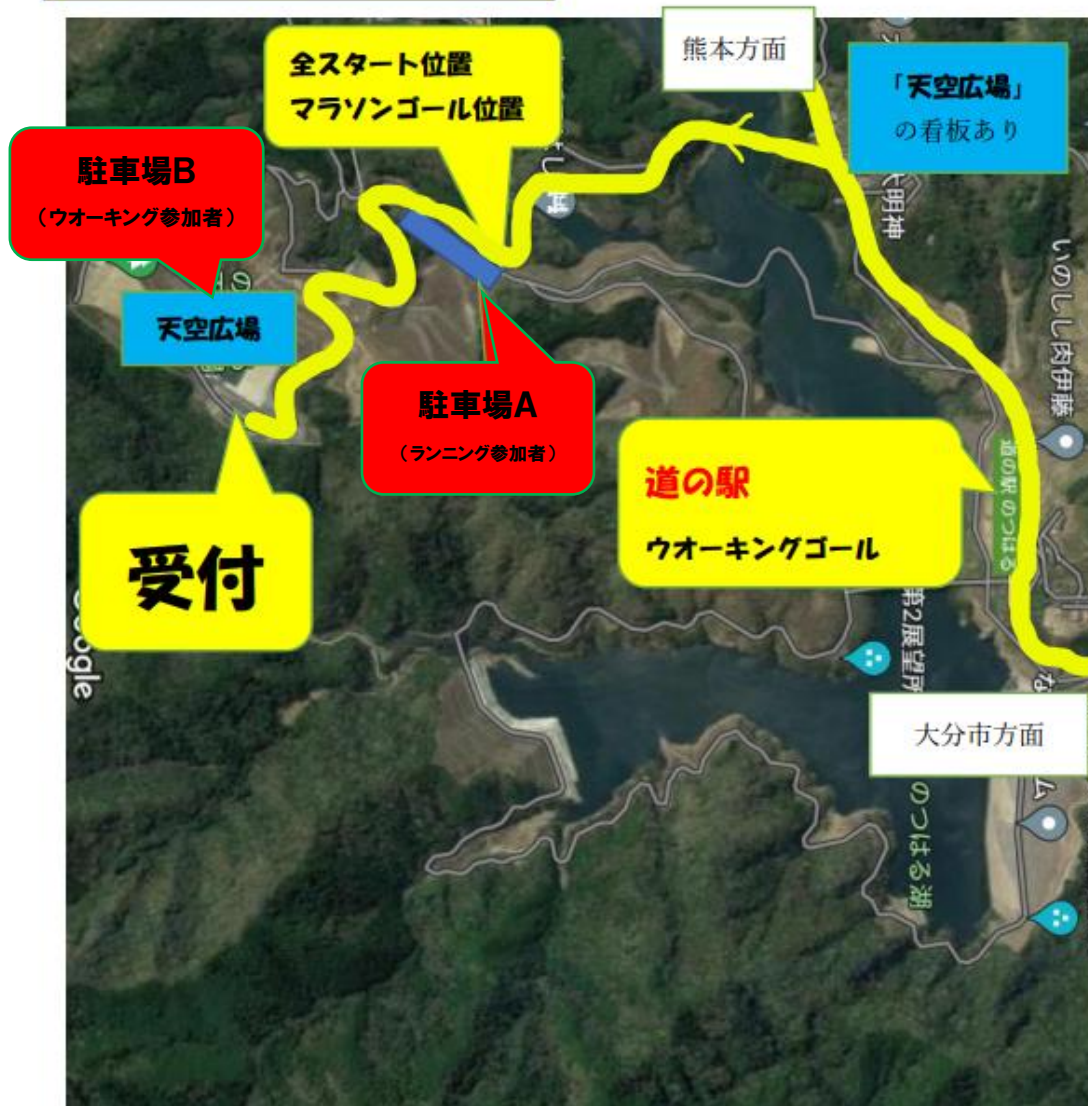 全スタート位置
マラソンゴール位置
熊本方面
「天空広場」
の看板あり
駐車場B
（ウオーキング参加者）
天空広場
駐車場A
（ランニング参加者）
受付
道の駅
ウオーキングゴール
大分市方面
いのしし肉伊藤
道の駅 のつはる
第2展望所
のつはる湖
Google